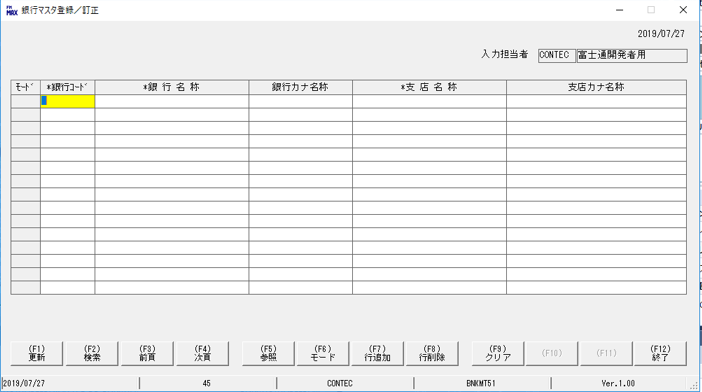 FM MAX 銀行マスタ登録／訂正
2019/07/27
入力担当者 CONTEC 富士通開発者用
ﾓｰﾄﾞ *銀行ｺｰﾄﾞ *銀 行 名 称 銀行カナ名称 *支 店 名 称 支店カナ名称
(F1) (F2) (F3) (F4) (F5) (F6) (F7) (F8) (F9) (F10) (F11) (F12)
更新 検索 前頁 次頁 参照 モード 行追加 行削除 クリア 終了
2019/07/27 45 CONTEC BNKMT51 Ver.1.00